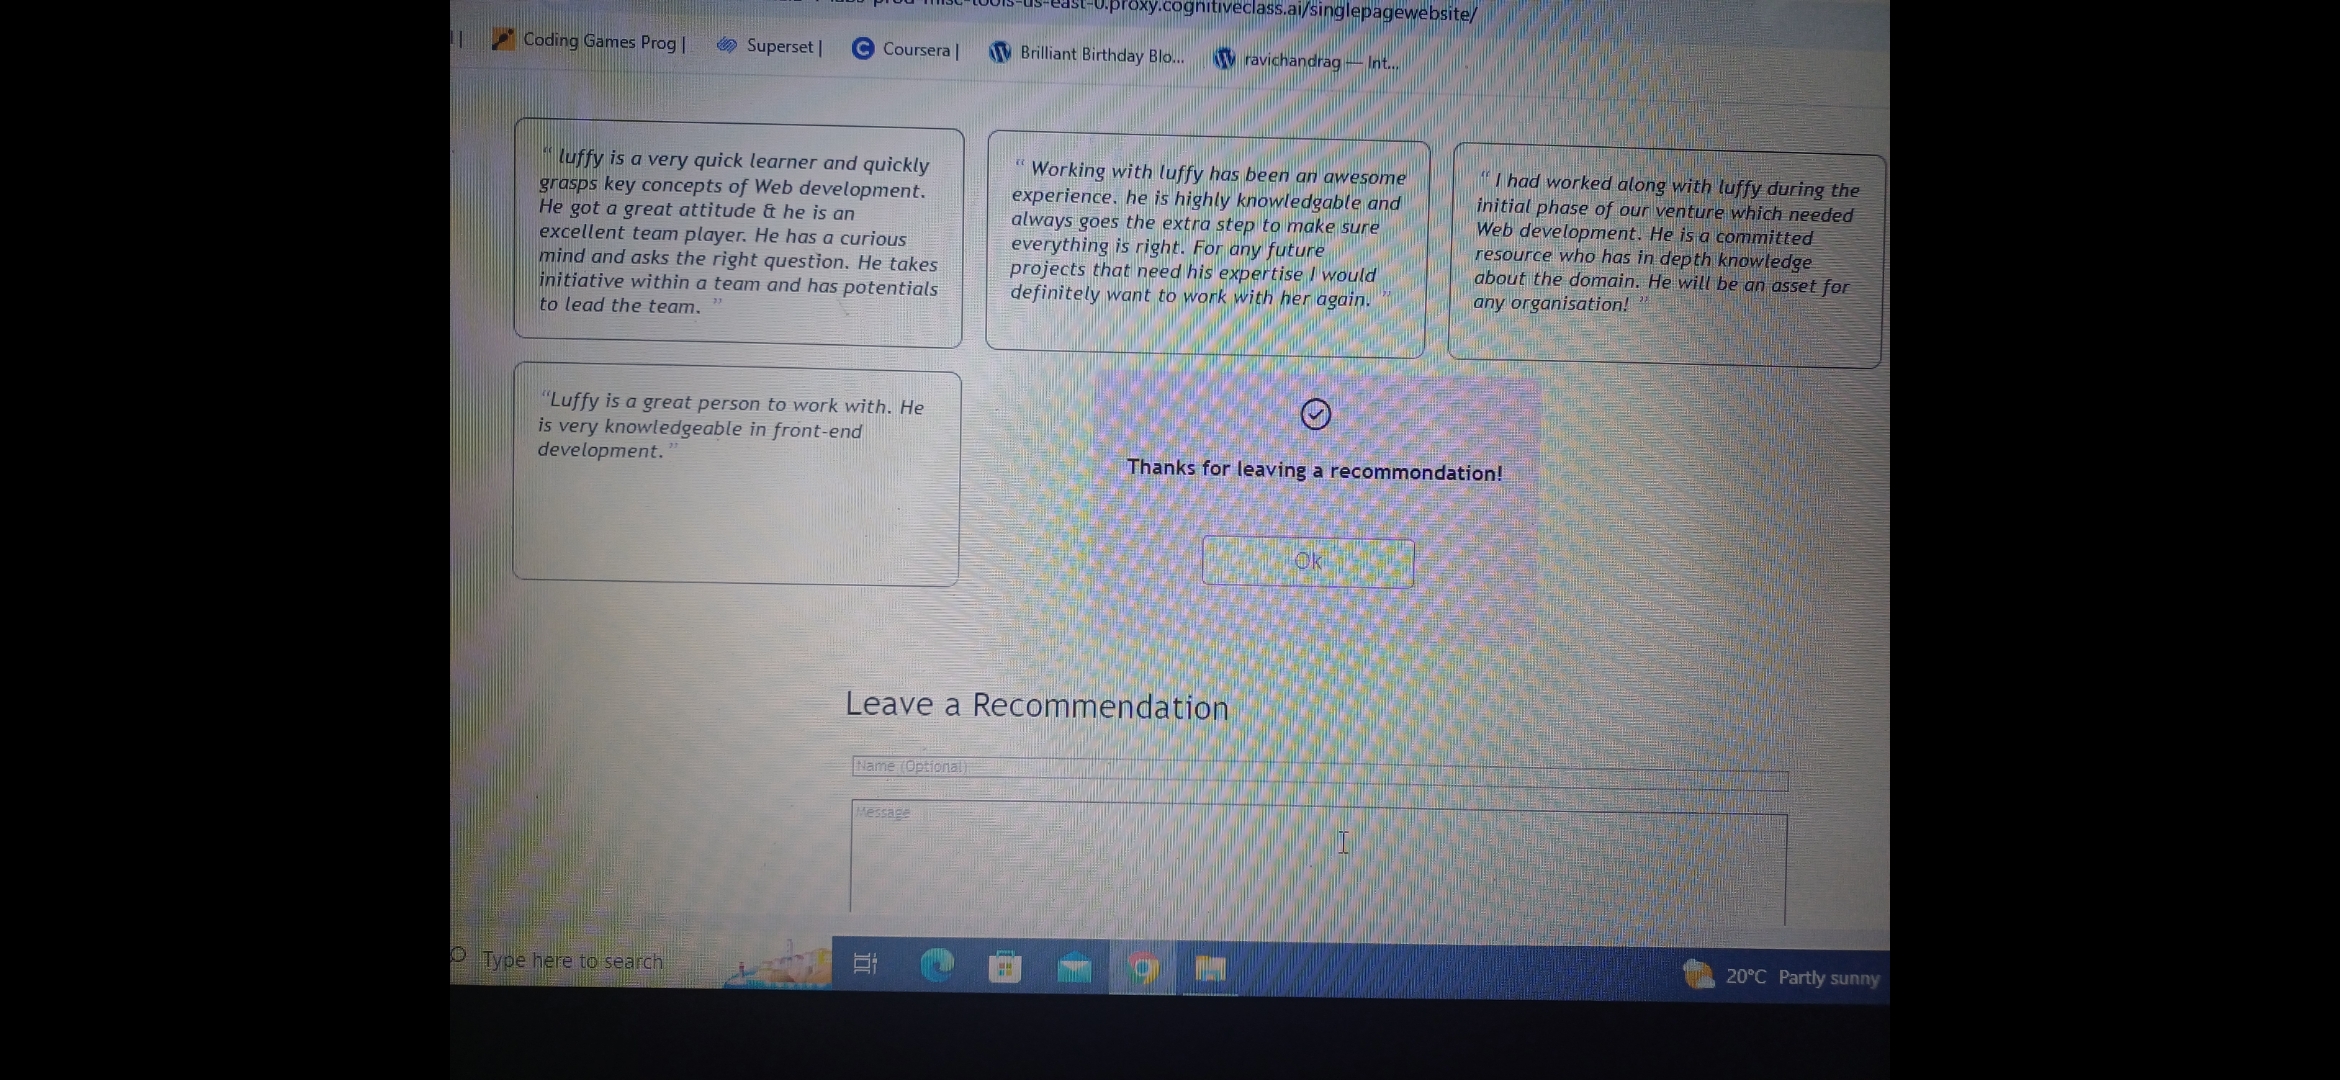 proxy.cognitiveclass.ai/singlepagewebsite/
Coding Games Prog |
Superset |
Coursera |
Brilliant Birthday Blo...
ravichandrag — Int...
“ luffy is a very quick learner and quickly
grasps key concepts of Web development.
He got a great attitude & he is an
excellent team player. He has a curious
mind and asks the right question. He takes
initiative within a team and has potentials
to lead the team. ”
“ Working with luffy has been an awesome
experience. he is highly knowledgable and
always goes the extra step to make sure
everything is right. For any future
projects that need his expertise I would
definitely want to work with her again. ”
“ I had worked along with luffy during the
initial phase of our venture which needed
Web development. He is a committed
resource who has in depth knowledge
about the domain. He will be an asset for
any organisation! ”
“Luffy is a great person to work with. He
is very knowledgeable in front-end
development. ”
Thanks for leaving a recommondation!
Ok
Leave a Recommendation
Name (Optional)
Message
Type here to search
20°C Partly sunny